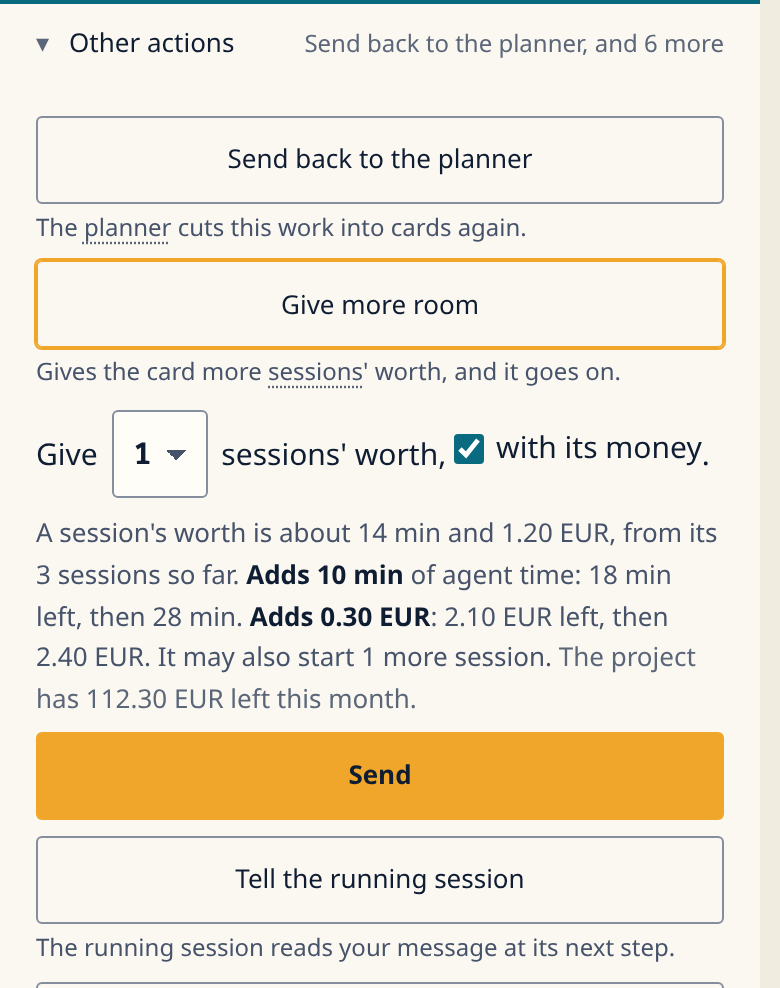 ▼ Other actions Send back to the planner, and 6 more
Send back to the planner
The planner cuts this work into cards again.
Give more room
Gives the card more sessions' worth, and it goes on.
Give 1 sessions' worth, with its money.
A session's worth is about 14 min and 1.20 EUR, from its
3 sessions so far. Adds 10 min of agent time: 18 min
left, then 28 min. Adds 0.30 EUR: 2.10 EUR left, then
2.40 EUR. It may also start 1 more session. The project
has 112.30 EUR left this month.
Send
Tell the running session
The running session reads your message at its next step.